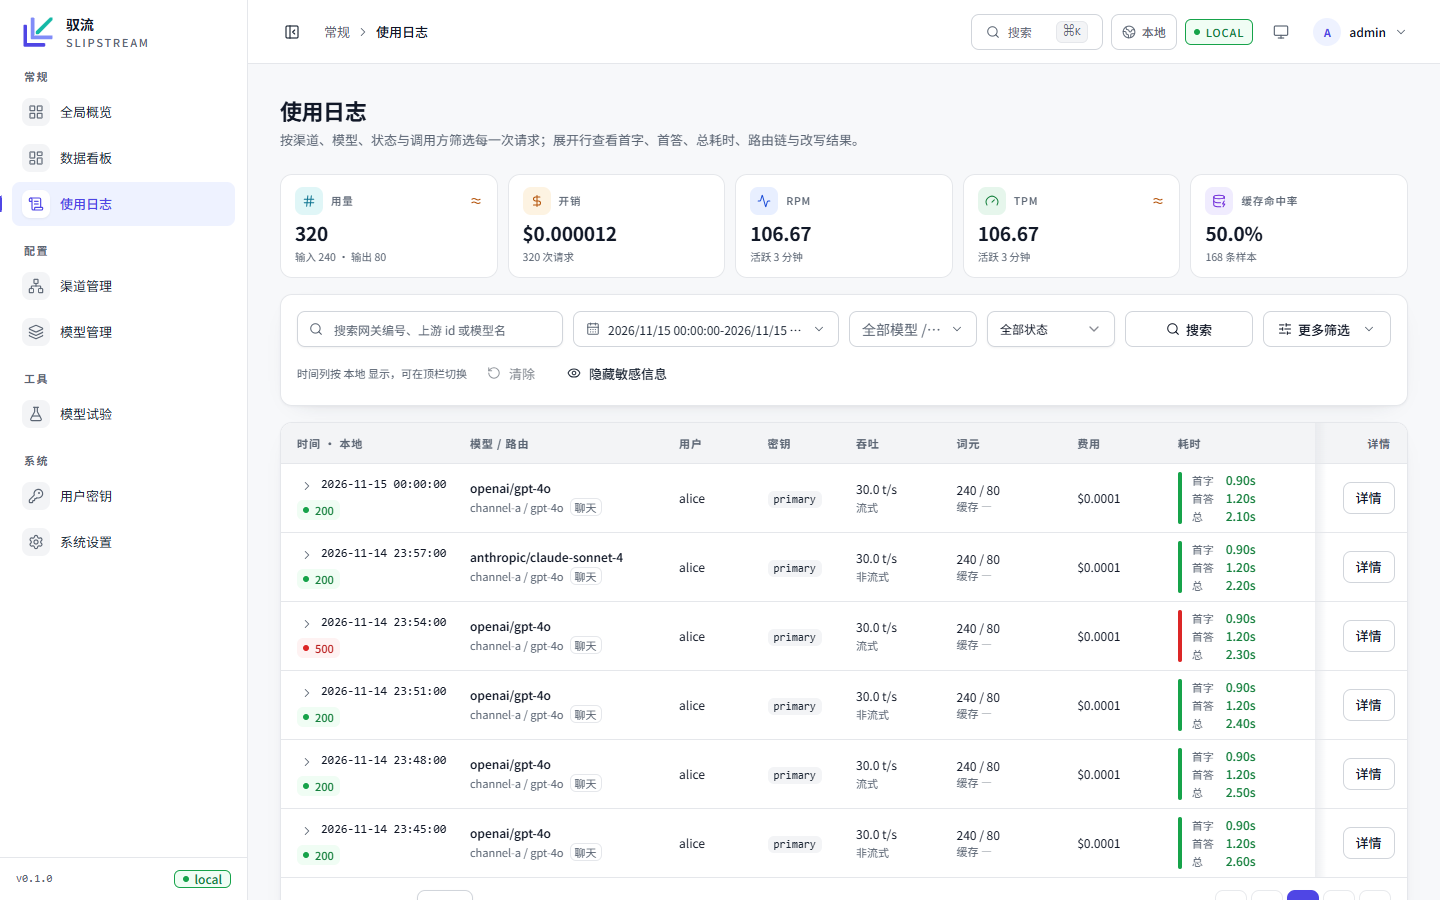 驭流
SLIPSTREAM
常规
全局概览
数据看板
使用日志
配置
渠道管理
模型管理
工具
模型试验
系统
用户密钥
系统设置
v0.1.0
local
常规 > 使用日志
搜索 ⌘K
本地
LOCAL
A admin
使用日志
按渠道、模型、状态与调用方筛选每一次请求；展开行查看首字、首答、总耗时、路由链与改写结果。
用量 ≈
320
输入 240 · 输出 80
开销
$0.000012
320 次请求
RPM
106.67
活跃 3 分钟
TPM ≈
106.67
活跃 3 分钟
缓存命中率
50.0%
168 条样本
搜索网关编号、上游 id 或模型名
2026/11/15 00:00:00-2026/11/15 ···
全部模型 /···
全部状态
搜索
更多筛选
时间列按 本地 显示，可在顶栏切换
清除
隐藏敏感信息
时间 · 本地 模型 / 路由 用户 密钥 吞吐 词元 费用 耗时 详情
2026-11-15 00:00:00
200
openai/gpt-4o
channel-a / gpt-4o 聊天
alice
primary
30.0 t/s
流式
240 / 80
缓存 —
$0.0001
首字 0.90s
首答 1.20s
总 2.10s
详情
2026-11-14 23:57:00
200
anthropic/claude-sonnet-4
channel-a / gpt-4o 聊天
alice
primary
30.0 t/s
非流式
240 / 80
缓存 —
$0.0001
首字 0.90s
首答 1.20s
总 2.20s
详情
2026-11-14 23:54:00
500
openai/gpt-4o
channel-a / gpt-4o 聊天
alice
primary
30.0 t/s
流式
240 / 80
缓存 —
$0.0001
首字 0.90s
首答 1.20s
总 2.30s
详情
2026-11-14 23:51:00
200
openai/gpt-4o
channel-a / gpt-4o 聊天
alice
primary
30.0 t/s
非流式
240 / 80
缓存 —
$0.0001
首字 0.90s
首答 1.20s
总 2.40s
详情
2026-11-14 23:48:00
200
openai/gpt-4o
channel-a / gpt-4o 聊天
alice
primary
30.0 t/s
流式
240 / 80
缓存 —
$0.0001
首字 0.90s
首答 1.20s
总 2.50s
详情
2026-11-14 23:45:00
200
openai/gpt-4o
channel-a / gpt-4o 聊天
alice
primary
30.0 t/s
非流式
240 / 80
缓存 —
$0.0001
首字 0.90s
首答 1.20s
总 2.60s
详情